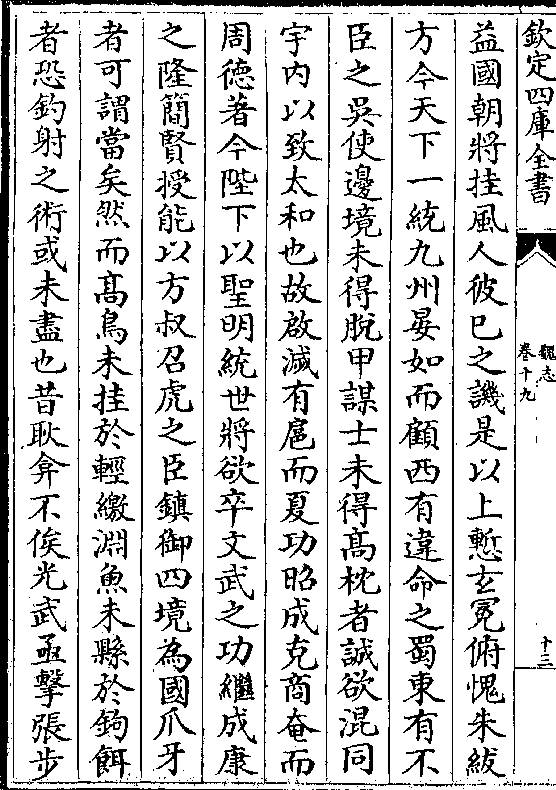 欽定四庫全書
魏志
卷十九
十三
益國朝將挂風人彼已之譏是以上慙玄冕俯愧朱紱
方今天下一統九州晏如而顧西有違命之蜀東有不
臣之吳使邊境未得脫甲謀士未得髙枕者誠欲混同
宇内以致太和也故啟滅有扈而夏功昭成克商奄而
周德著今陛下以聖明統世將欲卒文武之功繼成康
之隆簡賢授能以方叔召虎之臣鎮御四境為國爪牙
者可謂當矣然而髙鳥未挂於輕繳淵魚未縣於鉤餌
者恐釣射之術或未盡也昔耿弇不俟光武亟擊張步